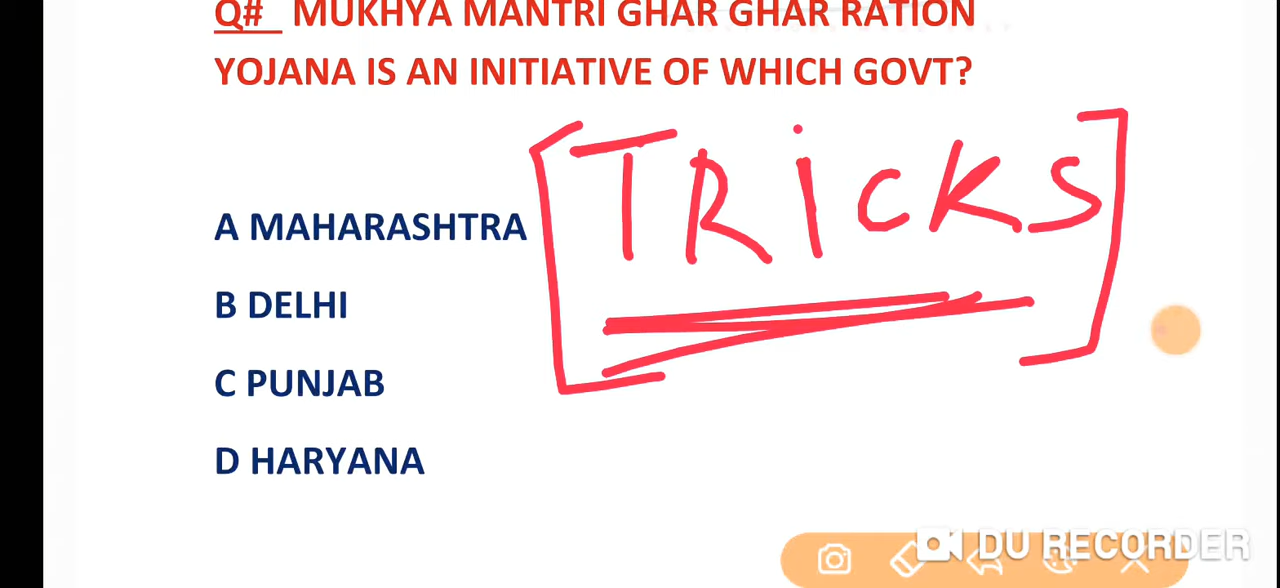 Q# MUKHYA MANTRI GHAR GHAR RATION
YOJANA IS AN INITIATIVE OF WHICH GOVT?
TRicKS
A MAHARASHTRA
B DELHI
C PUNJAB
D HARYANA
DU RECORDER